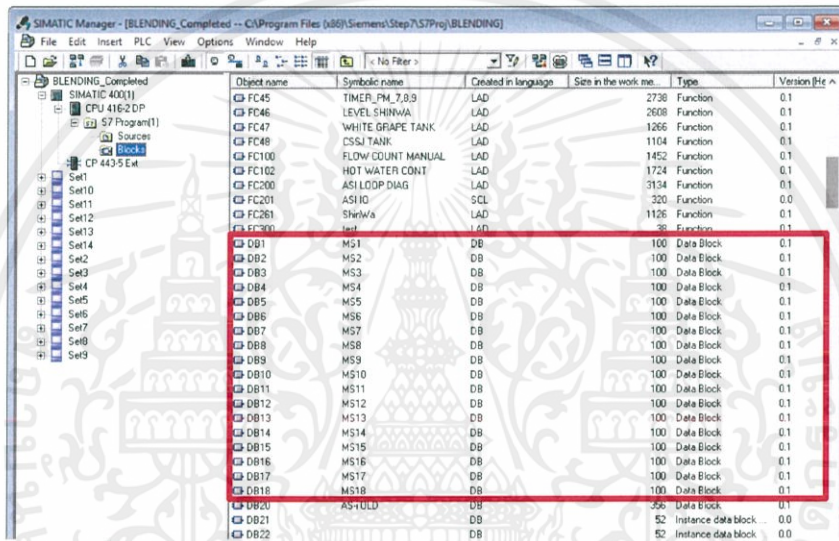 SIMATIC Manager - [BLENDING_Completed -- C:\Program Files (x86)\Siemens\Step7\S7Proj\BLENDING]
File Edit Insert PLC View Options Window Help
< No Filter >
BLENDING_Completed
SIMATIC 400(1)
CPU 416-2 DP
S7 Program(1)
Sources
Blocks
CP 443-5 Ext
Set1
Set10
Set11
Set12
Set13
Set14
Set2
Set3
Set4
Set5
Set6
Set7
Set8
Set9
Object name Symbolic name Created in language Size in the work me... Type Version (He
FC45 TIMER_PM_7,8,9 LAD 2738 Function 0.1
FC46 LEVEL SHINWA LAD 2608 Function 0.1
FC47 WHITE GRAPE TANK LAD 1266 Function 0.1
FC48 CSSJ TANK LAD 1104 Function 0.1
FC100 FLOW COUNT MANUAL LAD 1452 Function 0.1
FC102 HOT WATER CONT LAD 1724 Function 0.1
FC200 ASI LOOP DIAG LAD 3134 Function 0.1
FC201 ASI IO SCL 320 Function 0.0
FC261 ShinWa LAD 1126 Function 0.1
FC300 test LAD 38 Function 0.1
DB1 MS1 DB 100 Data Block 0.1
DB2 MS2 DB 100 Data Block 0.1
DB3 MS3 DB 100 Data Block 0.1
DB4 MS4 DB 100 Data Block 0.1
DB5 MS5 DB 100 Data Block 0.1
DB6 MS6 DB 100 Data Block 0.1
DB7 MS7 DB 100 Data Block 0.1
DB8 MS8 DB 100 Data Block 0.1
DB9 MS9 DB 100 Data Block 0.1
DB10 MS10 DB 100 Data Block 0.1
DB11 MS11 DB 100 Data Block 0.1
DB12 MS12 DB 100 Data Block 0.1
DB13 MS13 DB 100 Data Block 0.1
DB14 MS14 DB 100 Data Block 0.1
DB15 MS15 DB 100 Data Block 0.1
DB16 MS16 DB 100 Data Block 0.1
DB17 MS17 DB 100 Data Block 0.1
DB18 MS18 DB 100 Data Block 0.1
DB20 DB 356 Data Block 0.1
DB21 DB 52 Instance data block ... 0.0
DB22 DB 52 Instance data block ... 0.0